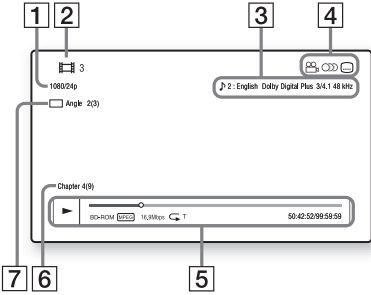 1 2 3 4
3
1080/24p
2 : English Dolby Digital Plus 3/4.1 48 kHz
Angle 2(3)
Chapter 4(9)
BD-ROM MPEG 16,9Mbps T 50:42:52/99:59:59
7 6 5